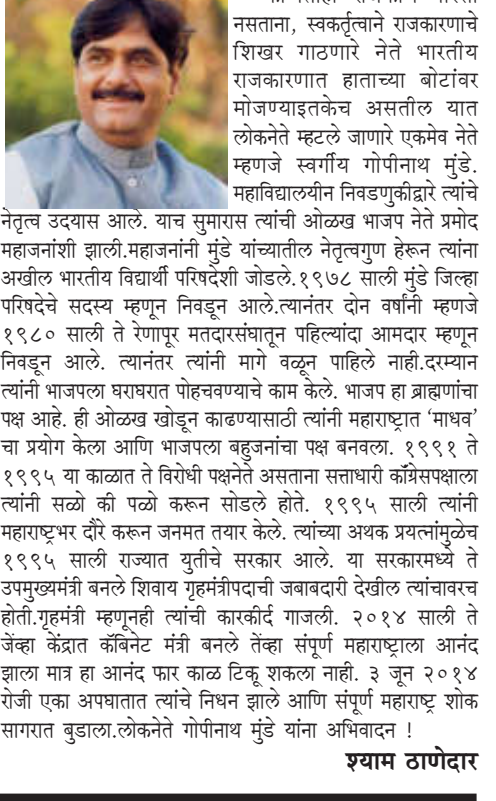 नसताना, स्वकर्तृत्वाने राजकारणाचे
शिखर गाठणारे नेते भारतीय
राजकारणात हाताच्या बोटांवर
मोजण्याइतकेच असतील यात
लोकनेते म्हटले जाणारे एकमेव नेते
म्हणजे स्वर्गीय गोपीनाथ मुंडे.
महाविद्यालयीन निवडणुकीद्वारे त्यांचे
नेतृत्व उदयास आले. याच सुमारास त्यांची ओळख भाजप नेते प्रमोद
महाजनांशी झाली.महाजनांनी मुंडे यांच्यातील नेतृत्वगुण हेरून त्यांना
अखील भारतीय विद्यार्थी परिषदेशी जोडले.१९७८ साली मुंडे जिल्हा
परिषदेचे सदस्य म्हणून निवडून आले.त्यानंतर दोन वर्षांनी म्हणजे
१९८० साली ते रेणापूर मतदारसंघातून पहिल्यांदा आमदार म्हणून
निवडून आले. त्यानंतर त्यांनी मागे वळून पाहिले नाही.दरम्यान
त्यांनी भाजपला घराघरात पोहचवण्याचे काम केले. भाजप हा ब्राह्मणांचा
पक्ष आहे. ही ओळख खोडून काढण्यासाठी त्यांनी महाराष्ट्रात ‘माधव’
चा प्रयोग केला आणि भाजपला बहुजनांचा पक्ष बनवला. १९९१ ते
१९९५ या काळात ते विरोधी पक्षनेते असताना सत्ताधारी कॉंग्रेसपक्षाला
त्यांनी सळो की पळो करून सोडले होते. १९९५ साली त्यांनी
महाराष्ट्रभर दौरे करून जनमत तयार केले. त्यांच्या अथक प्रयत्नांमुळेच
१९९५ साली राज्यात युतीचे सरकार आले. या सरकारमध्ये ते
उपमुख्यमंत्री बनले शिवाय गृहमंत्रीपदाची जबाबदारी देखील त्यांचावरच
होती.गृहमंत्री म्हणूनही त्यांची कारकीर्द गाजली. २०१४ साली ते
जेंव्हा केंद्रात कॅबिनेट मंत्री बनले तेंव्हा संपूर्ण महाराष्ट्राला आनंद
झाला मात्र हा आनंद फार काळ टिकू शकला नाही. ३ जून २०१४
रोजी एका अपघातात त्यांचे निधन झाले आणि संपूर्ण महाराष्ट्र शोक
सागरात बुडाला.लोकनेते गोपीनाथ मुंडे यांना अभिवादन !
श्याम ठाणेदार